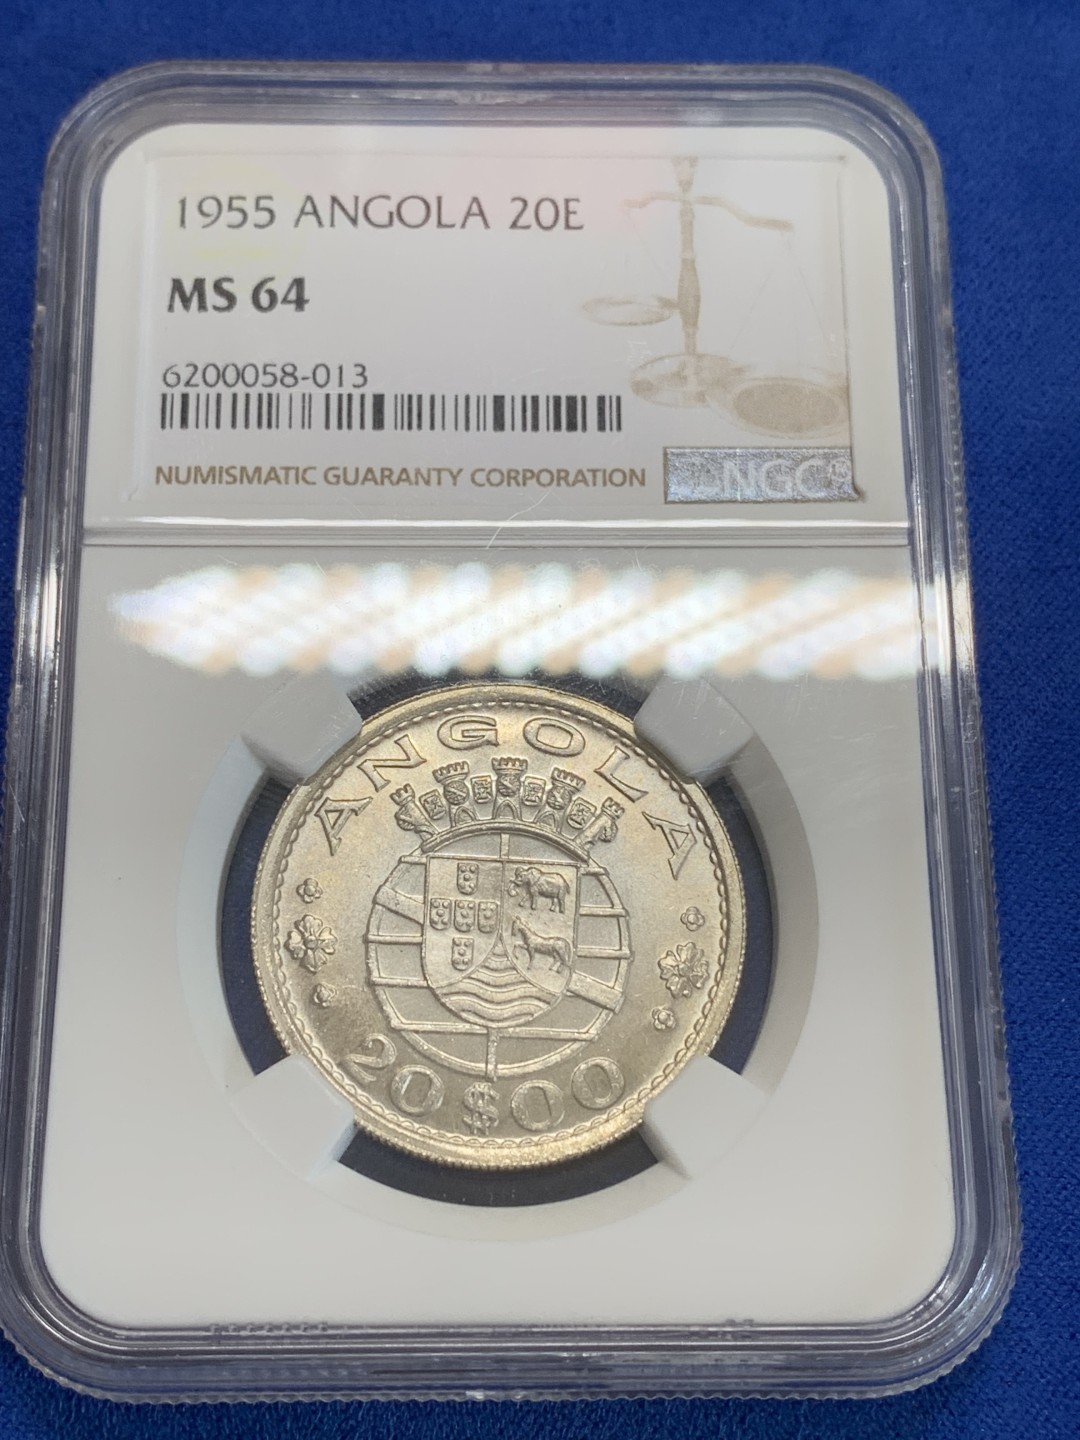 1955 ANGOLA 20E
MS 64
6200058-013
NUMISMATIC GUARANTY CORPORATION
NGC®
ANGOLA
20$00